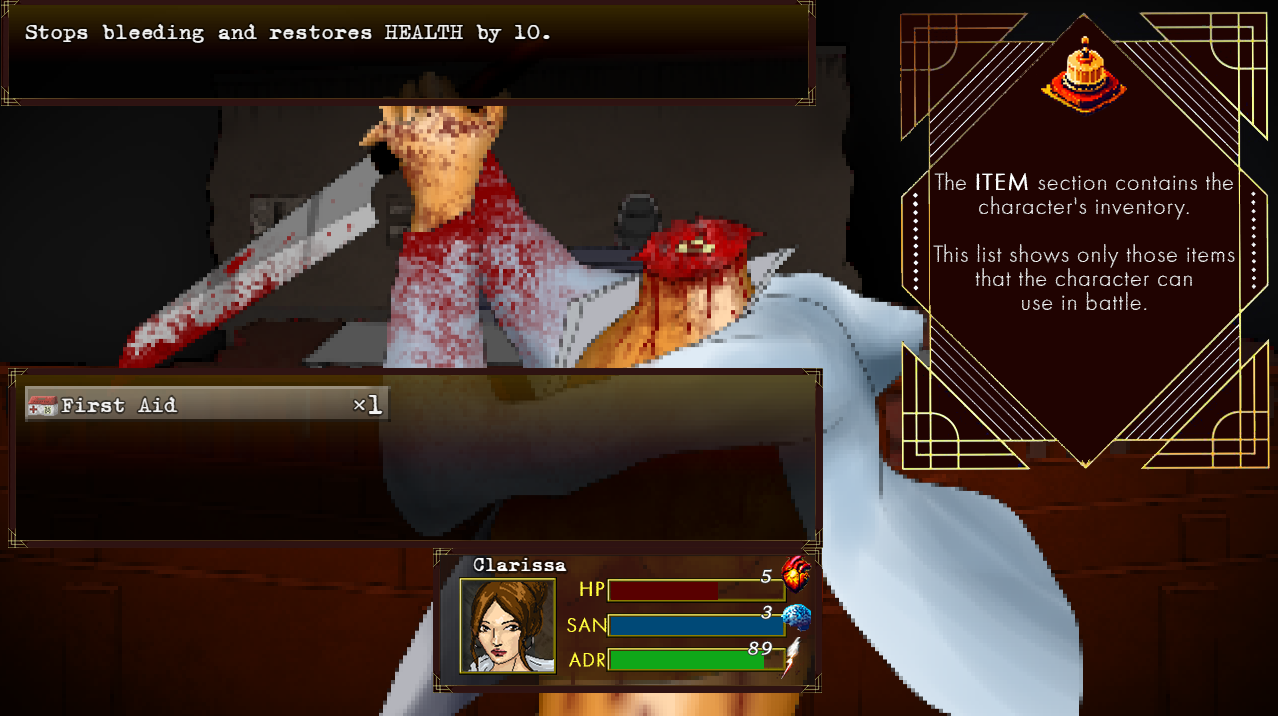 Stops bleeding and restores HEALTH by 10.
The ITEM section contains the
character's inventory.
This list shows only those items
that the character can
use in battle.
First Aid ×1
Clarissa
HP 5
SAN 3
ADR 89